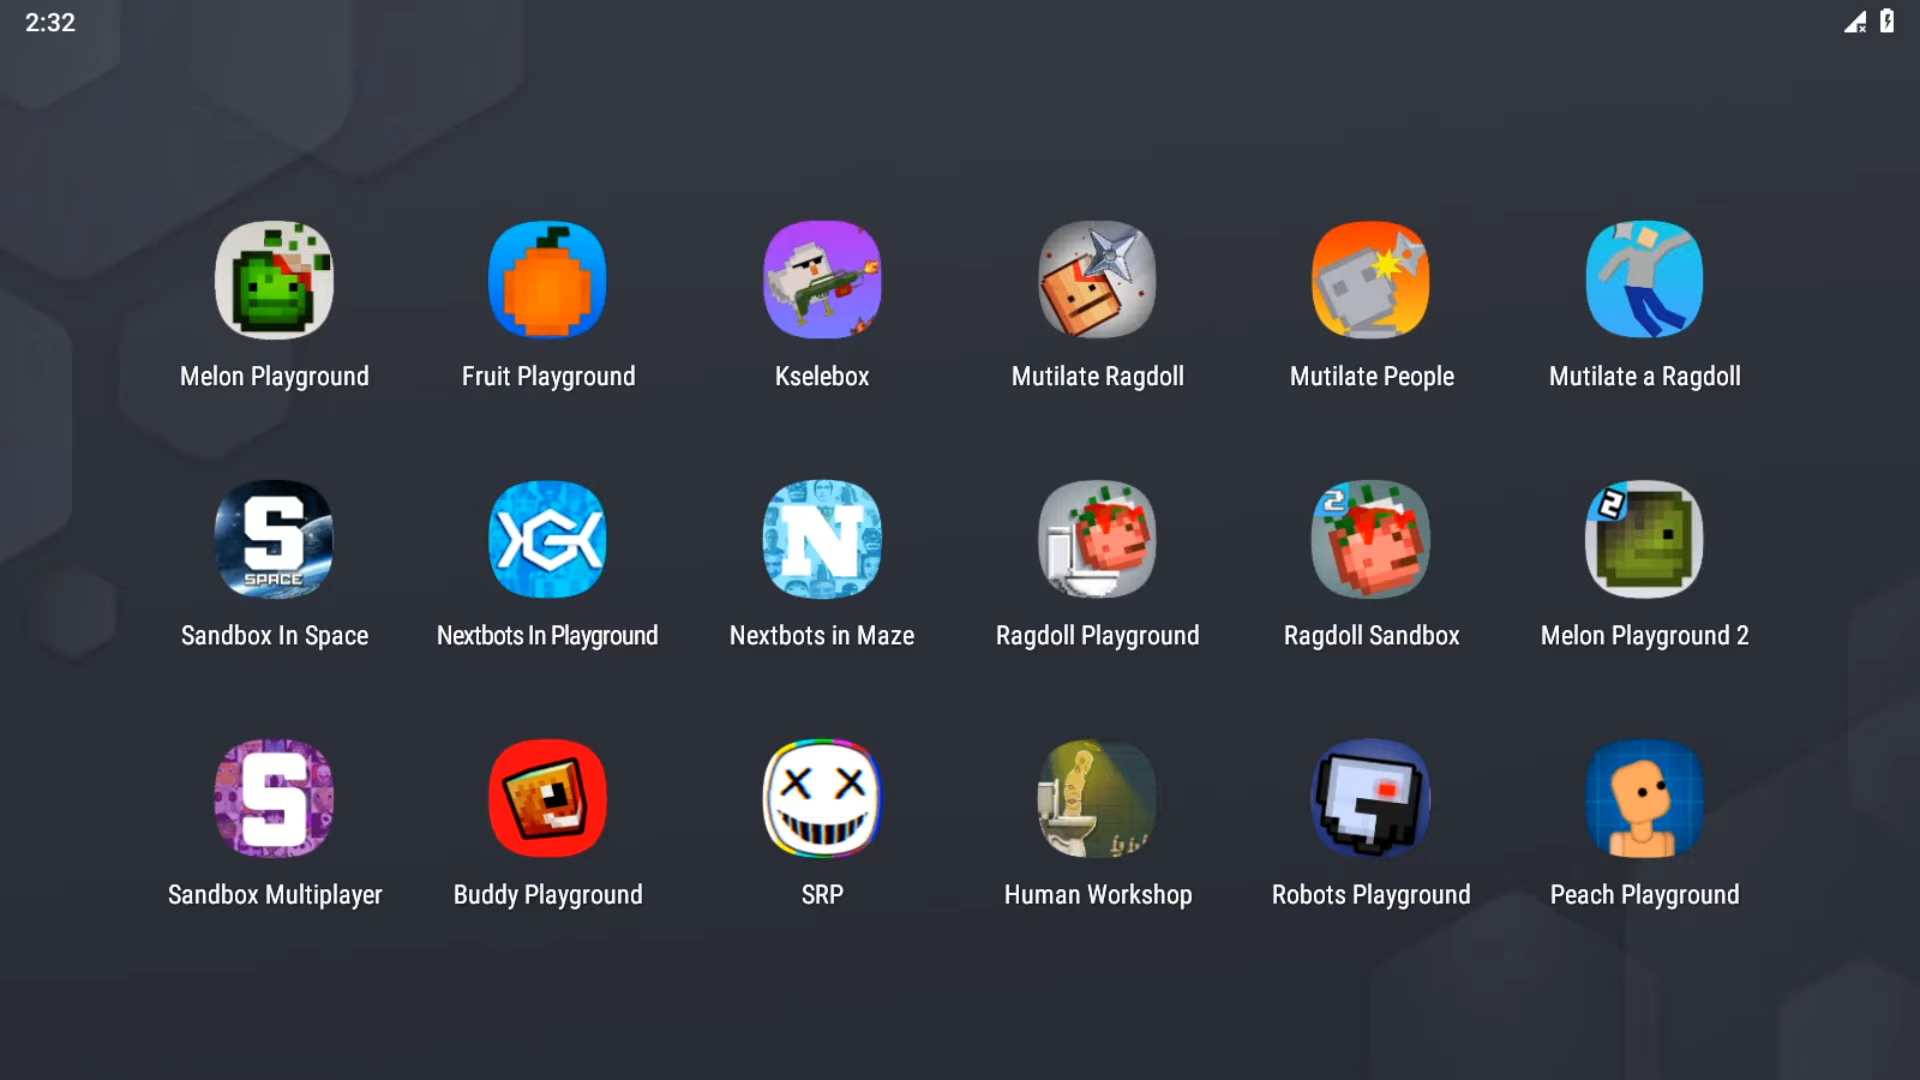 2:32
Melon Playground
Fruit Playground
Kselebox
Mutilate Ragdoll
Mutilate People
Mutilate a Ragdoll
S
SPACE
G
N
2
2
Sandbox In Space
Nextbots In Playground
Nextbots in Maze
Ragdoll Playground
Ragdoll Sandbox
Melon Playground 2
S
Sandbox Multiplayer
Buddy Playground
SRP
Human Workshop
Robots Playground
Peach Playground